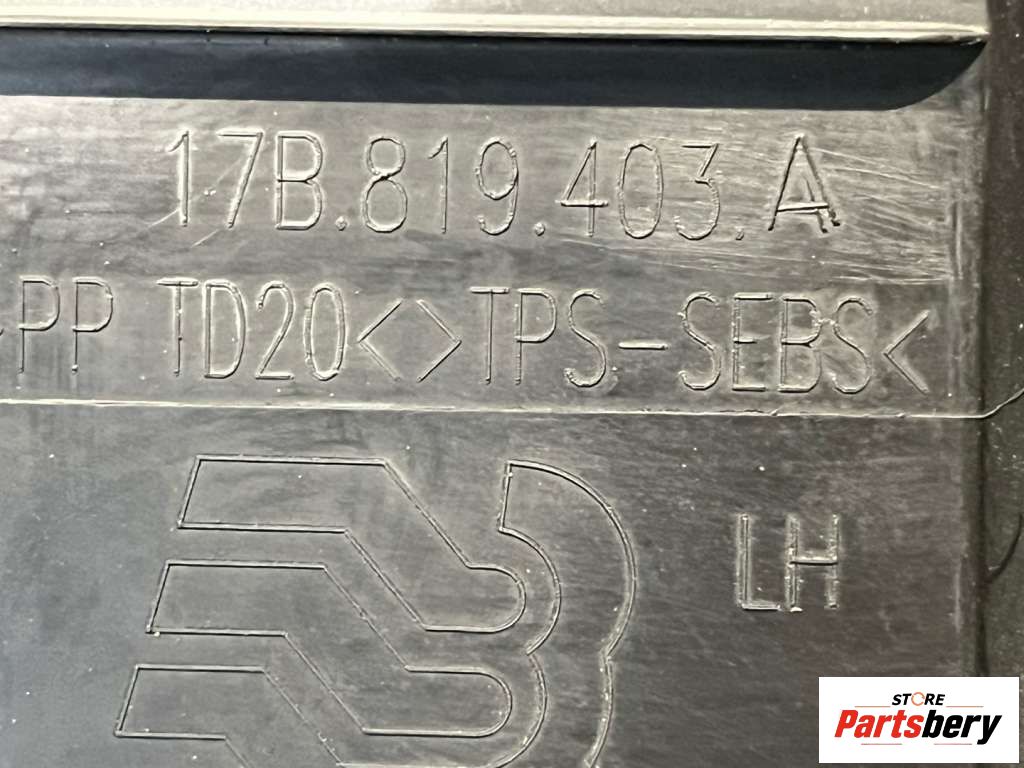 17B.819.403.A
>PP TD20<>TPS-SEBS<
LH
STORE
Partsbery